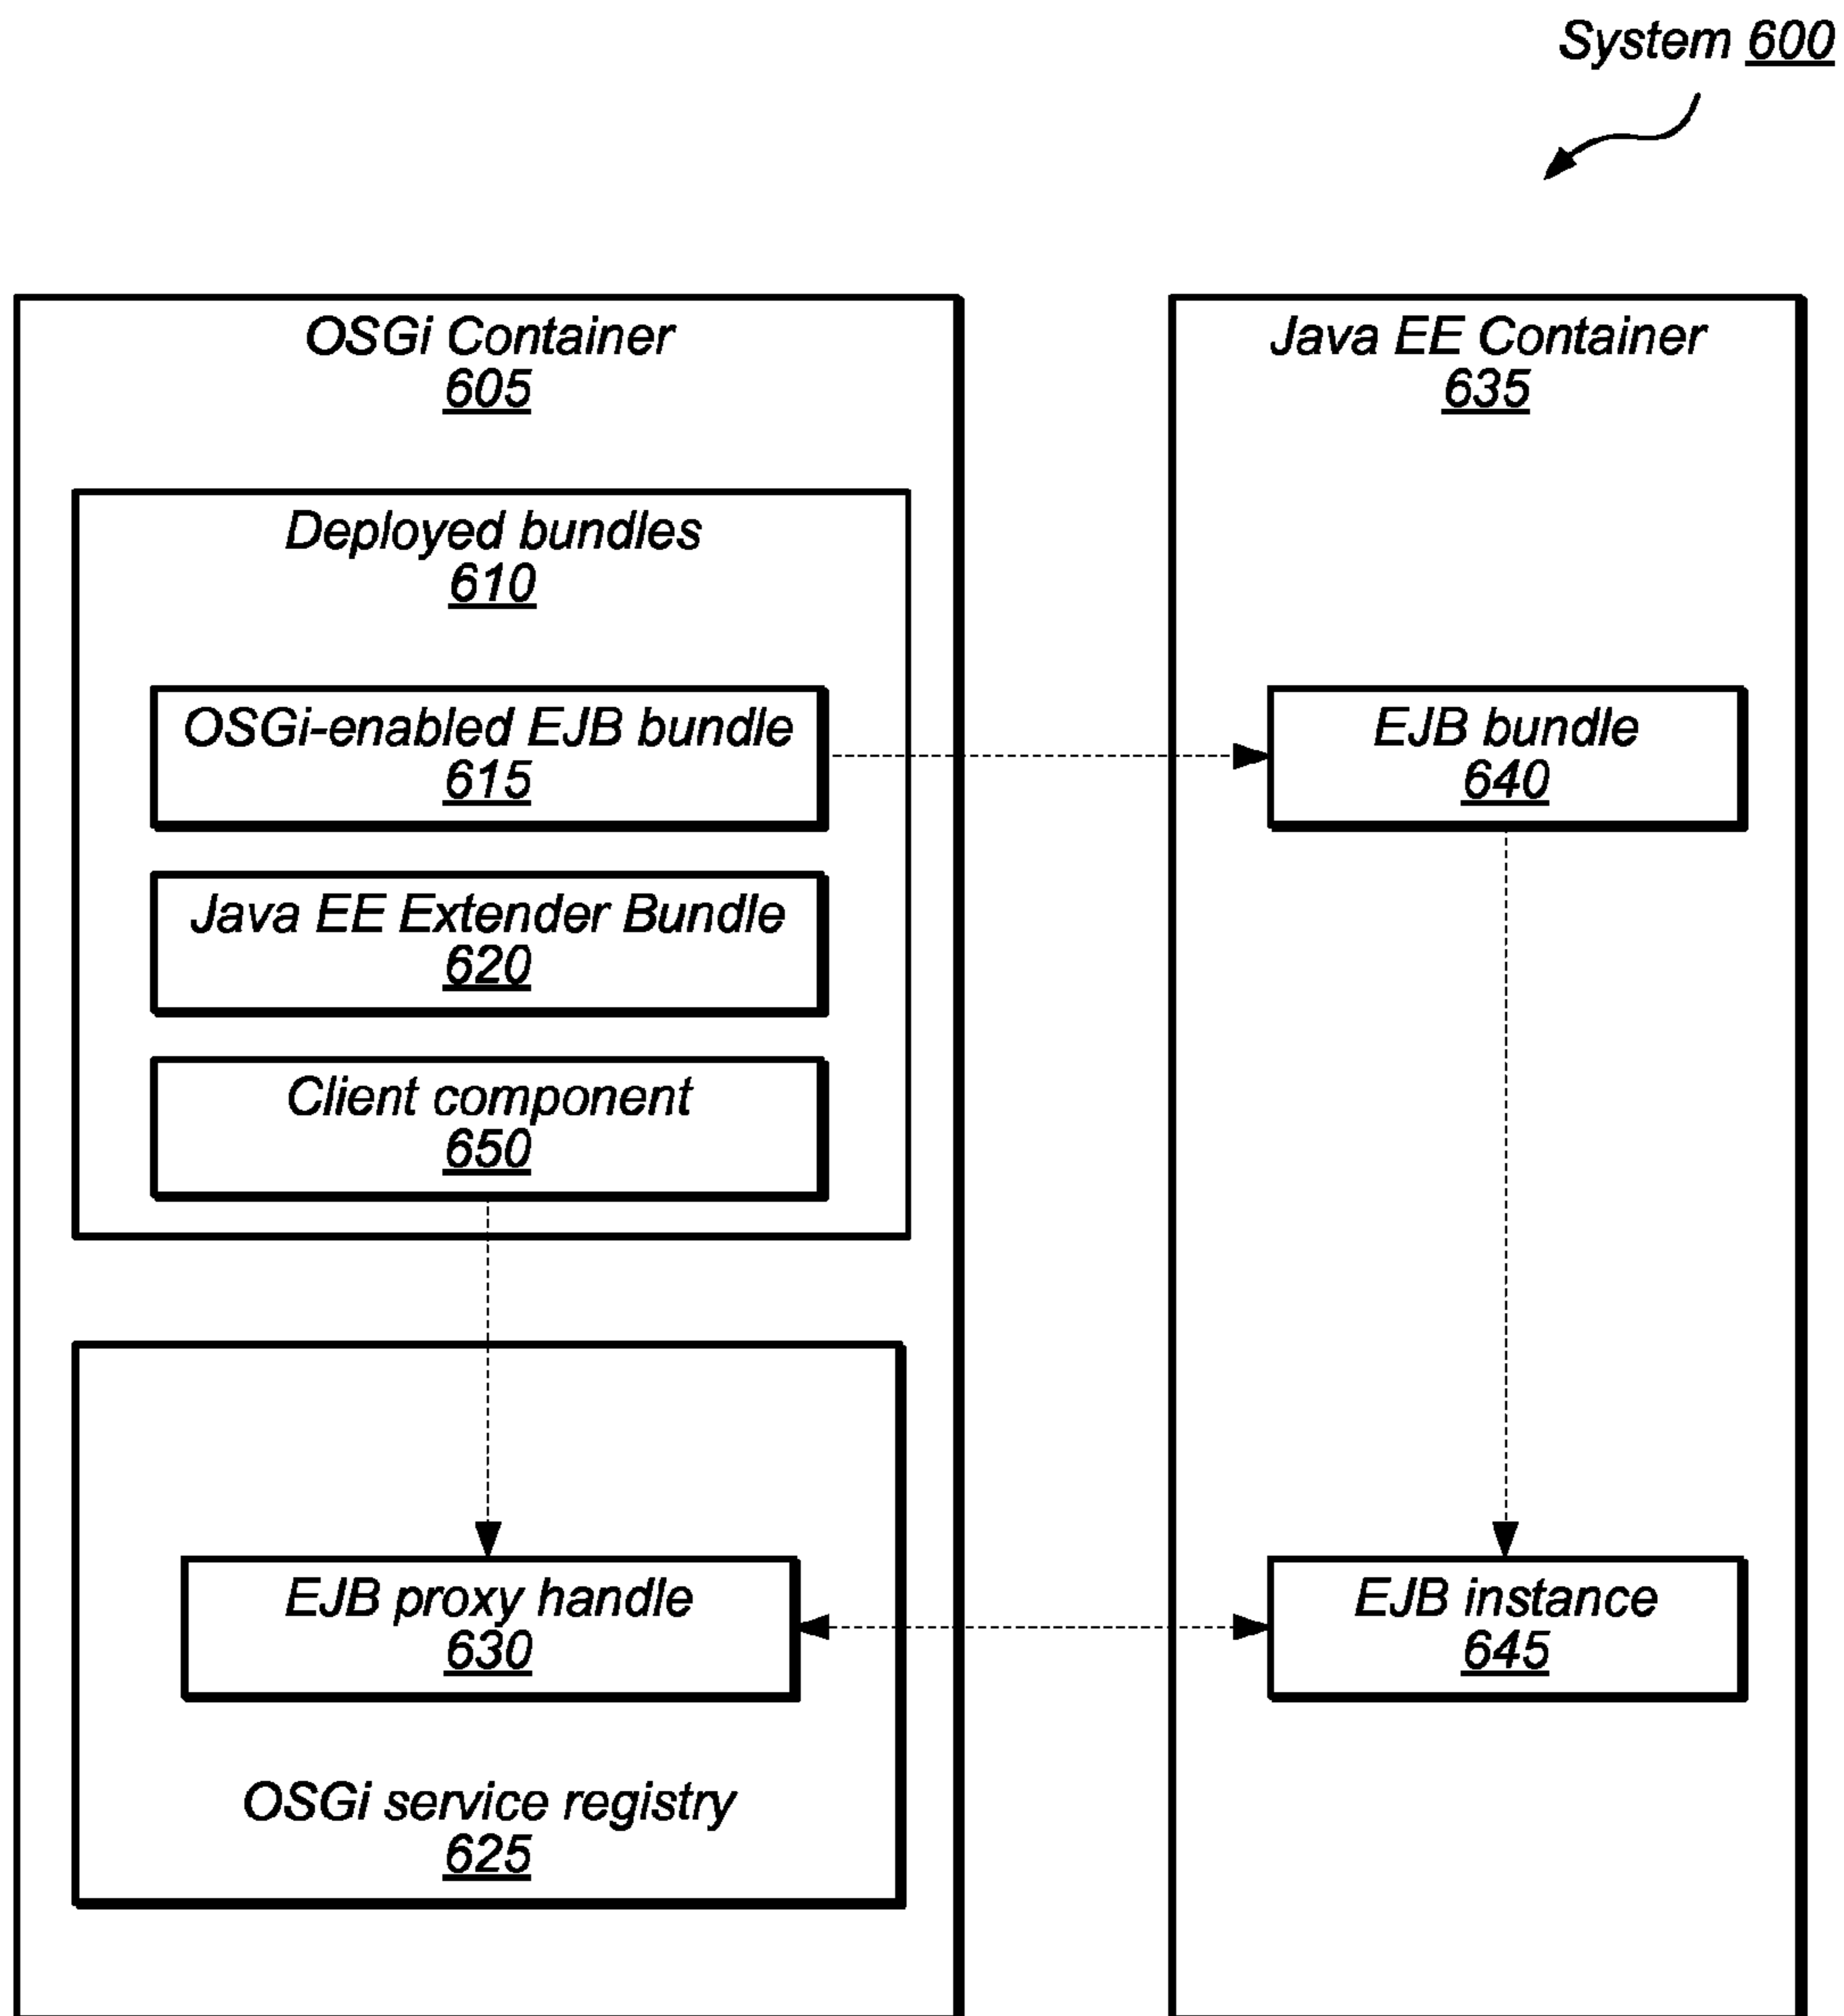 System 600
OSGi Container
605
Deployed bundles
610
OSGi-enabled EJB bundle
615
Java EE Extender Bundle
620
Client component
650
EJB proxy handle
630
OSGi service registry
625
Java EE Container
635
EJB bundle
640
EJB instance
645